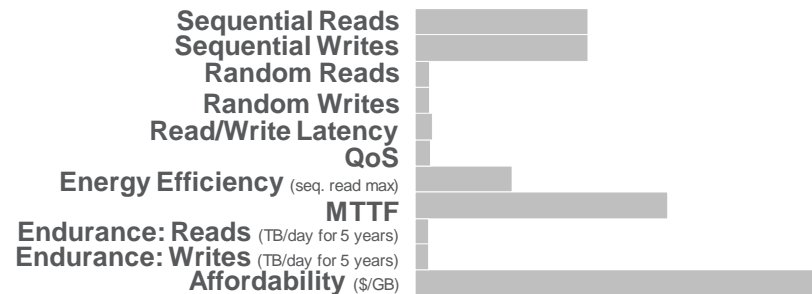 Sequential Reads
Sequential Writes
Random Reads
Random Writes
Read/Write Latency
QoS
Energy Efficiency (seq. read max)
MTTF
Endurance: Reads (TB/day for 5 years)
Endurance: Writes (TB/day for 5 years)
Affordability ($/GB)